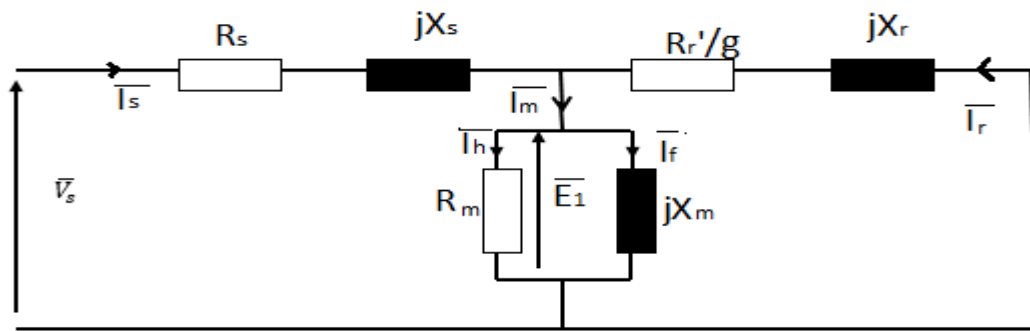 Rs jXs Rr'/g jXr
Is Im Ir
Ih If
Vs Rm E1 jXm